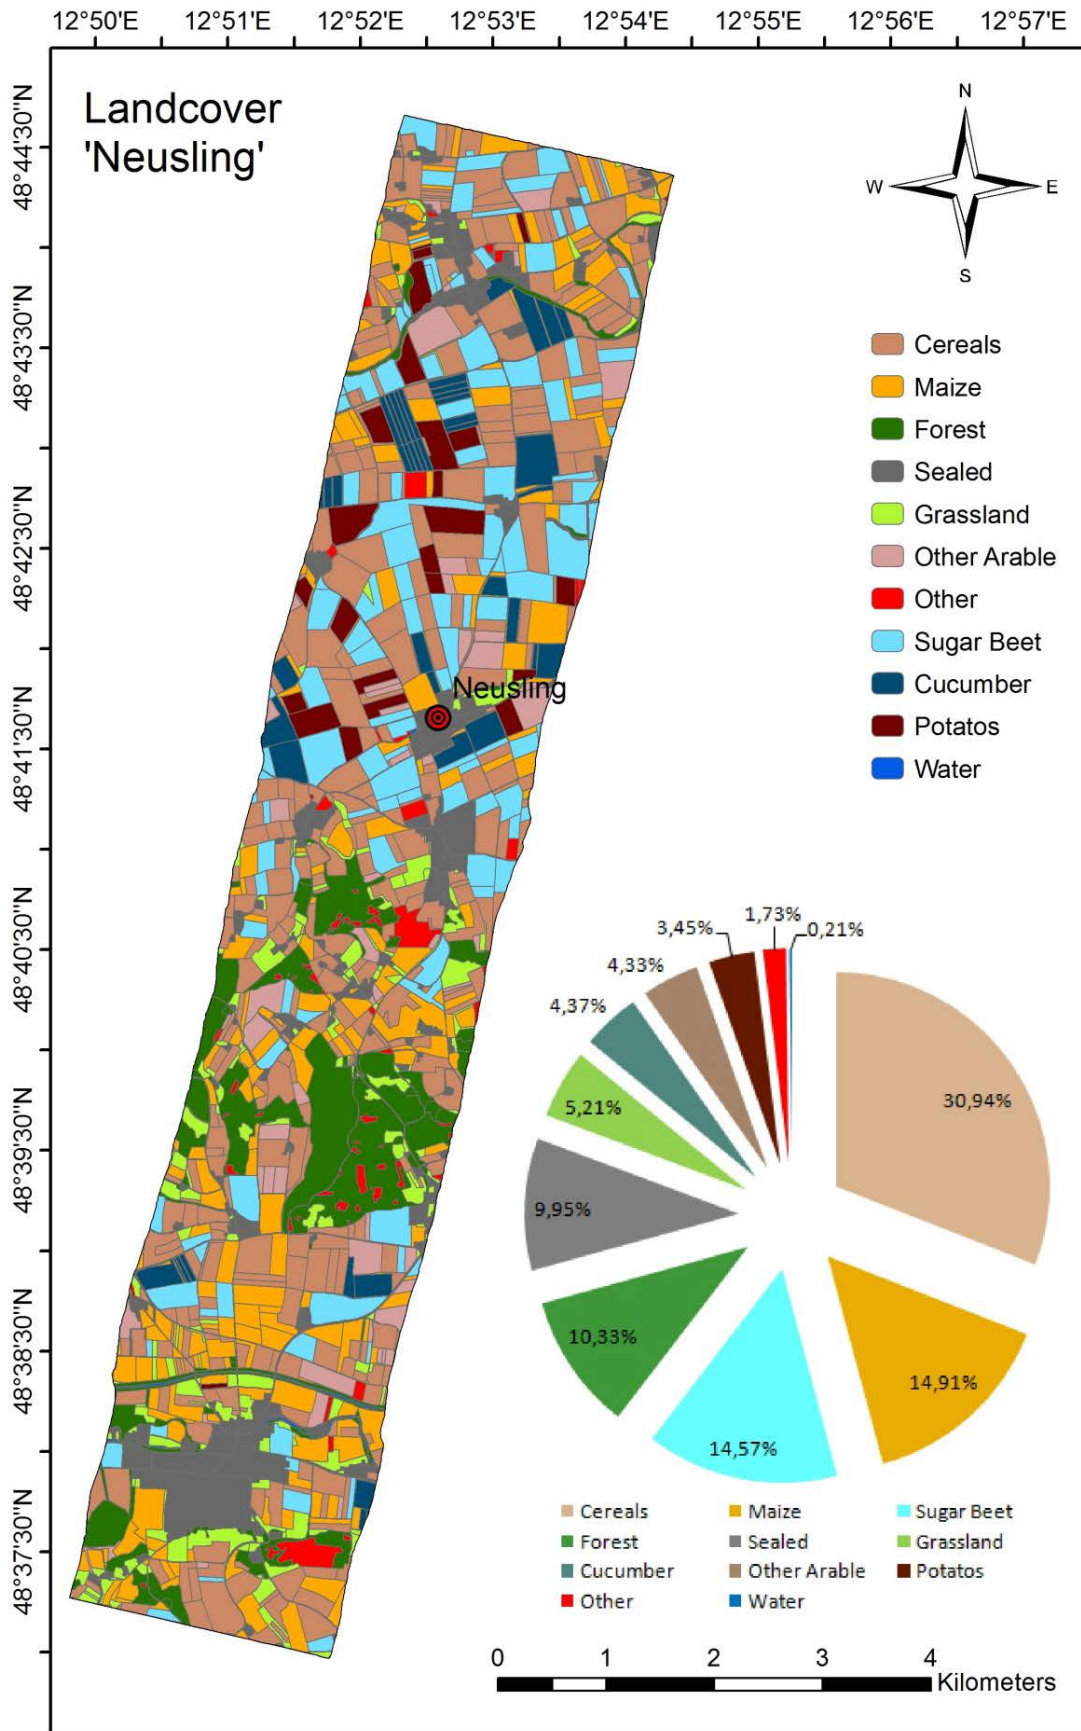 12°50'E 12°51'E 12°52'E 12°53'E 12°54'E 12°55'E 12°56'E 12°57'E
Landcover
'Neusling'
N
W E
S
48°44'30"N
48°43'30"N
48°42'30"N
48°41'30"N
48°40'30"N
48°39'30"N
48°38'30"N
48°37'30"N
Cereals
Maize
Forest
Sealed
Grassland
Other Arable
Other
Sugar Beet
Cucumber
Potatos
Water
Neusling
30,94%
14,91%
14,57%
10,33%
9,95%
5,21%
4,37%
4,33%
3,45%
1,73%
0,21%
Cereals Maize Sugar Beet
Forest Sealed Grassland
Cucumber Other Arable Potatos
Other Water
0 1 2 3 4
Kilometers